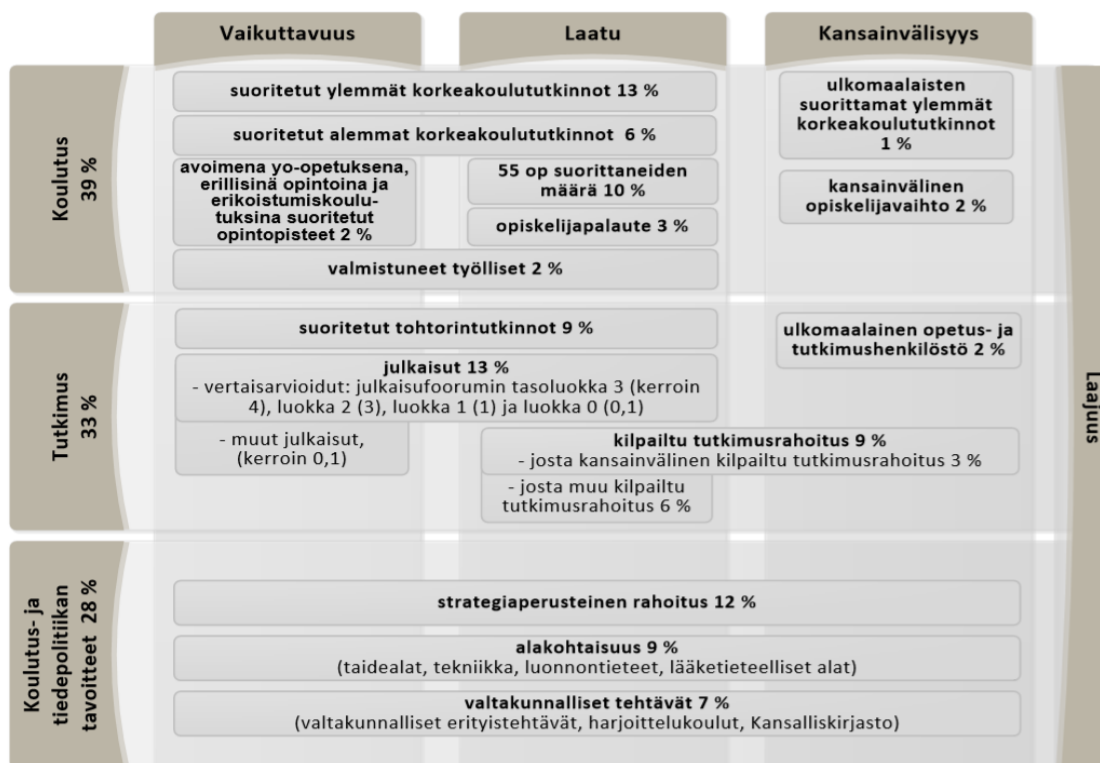 Vaikuttavuus
Laatu
Kansainvälisyys
Koulutus
39 %
suoritetut ylemmät korkeakoulututkinnot 13 %
suoritetut alemmat korkeakoulututkinnot 6 %
avoimena yo-opetuksena,
erillisinä opintoina ja
erikoistumiskoulu-
tuksina suoritetut
opintopisteet 2 %
55 op suorittaneiden
määrä 10 %
opiskelijapalaute 3 %
valmistuneet työlliset 2 %
ulkomaalaisten
suorittamat ylemmät
korkeakoulututkinnot
1 %
kansainvälinen
opiskelijavaihto 2 %
Tutkimus
33 %
suoritetut tohtorintutkinnot 9 %
julkaisut 13 %
- vertaisarvioidut: julkaisufoorumin tasoluokka 3 (kerroin
4), luokka 2 (3), luokka 1 (1) ja luokka 0 (0,1)
- muut julkaisut,
(kerroin 0,1)
ulkomaalainen opetus- ja
tutkimushenkilöstö 2 %
kilpailtu tutkimusrahoitus 9 %
- josta kansainvälinen kilpailtu tutkimusrahoitus 3 %
- josta muu kilpailtu
tutkimusrahoitus 6 %
Koulutus- ja
tiedepolitiikan
tavoitteet 28 %
strategiaperusteinen rahoitus 12 %
alakohtaisuus 9 %
(taidealat, tekniikka, luonnontieteet, lääketieteelliset alat)
valtakunnalliset tehtävät 7 %
(valtakunnalliset erityistehtävät, harjoittelukoulut, Kansalliskirjasto)
Laajuus